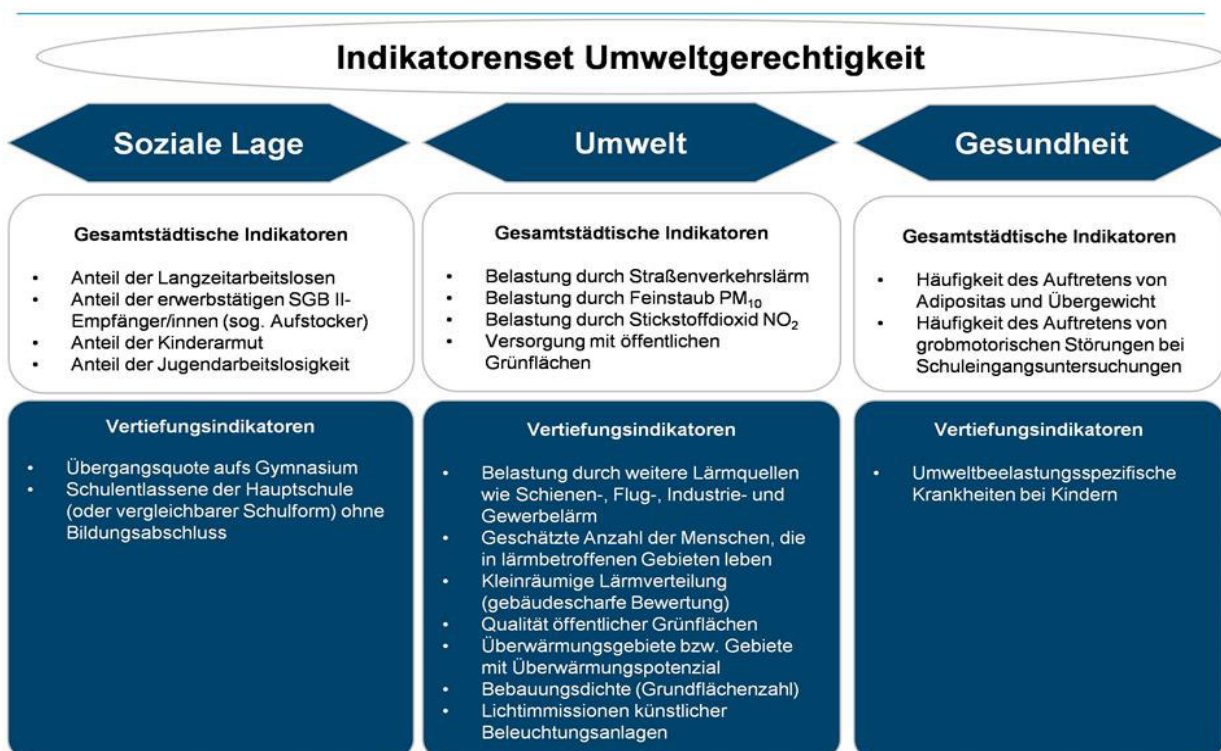 Indikatorenset Umweltgerechtigkeit
Soziale Lage
Gesamtstädtische Indikatoren
• Anteil der Langzeitarbeitslosen
• Anteil der erwerbstätigen SGB II-
Empfänger/innen (sog. Aufstocker)
• Anteil der Kinderarmut
• Anteil der Jugendarbeitslosigkeit
Vertiefungsindikatoren
• Übergangsquote aufs Gymnasium
• Schulentlassene der Hauptschule
(oder vergleichbarer Schulform) ohne
Bildungsabschluss
Umwelt
Gesamtstädtische Indikatoren
• Belastung durch Straßenverkehrslärm
• Belastung durch Feinstaub PM₁₀
• Belastung durch Stickstoffdioxid NO₂
• Versorgung mit öffentlichen
Grünflächen
Vertiefungsindikatoren
• Belastung durch weitere Lärmquellen
wie Schienen-, Flug-, Industrie- und
Gewerbelärm
• Geschätzte Anzahl der Menschen, die
in lärmbetroffenen Gebieten leben
• Kleinräumige Lärmverteilung
(gebäudescharfe Bewertung)
• Qualität öffentlicher Grünflächen
• Überwärmungsgebiete bzw. Gebiete
mit Überwärmungspotenzial
• Bebauungsdichte (Grundflächenzahl)
• Lichtimmissionen künstlicher
Beleuchtungsanlagen
Gesundheit
Gesamtstädtische Indikatoren
• Häufigkeit des Auftretens von
Adipositas und Übergewicht
• Häufigkeit des Auftretens von
grobmotorischen Störungen bei
Schuleingangsuntersuchungen
Vertiefungsindikatoren
• Umweltbeelastungsspezifische
Krankheiten bei Kindern